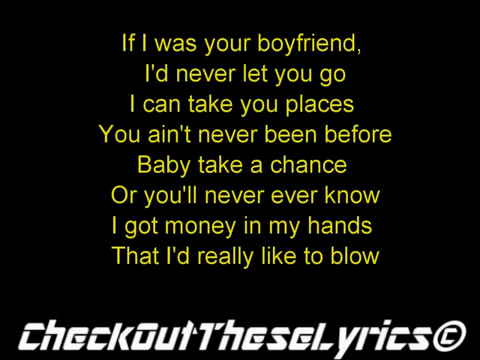 If I was your boyfriend,
I'd never let you go
I can take you places
You ain't never been before
Baby take a chance
Or you'll never ever know
I got money in my hands
That I'd really like to blow
CheckOutTheseLyrics©